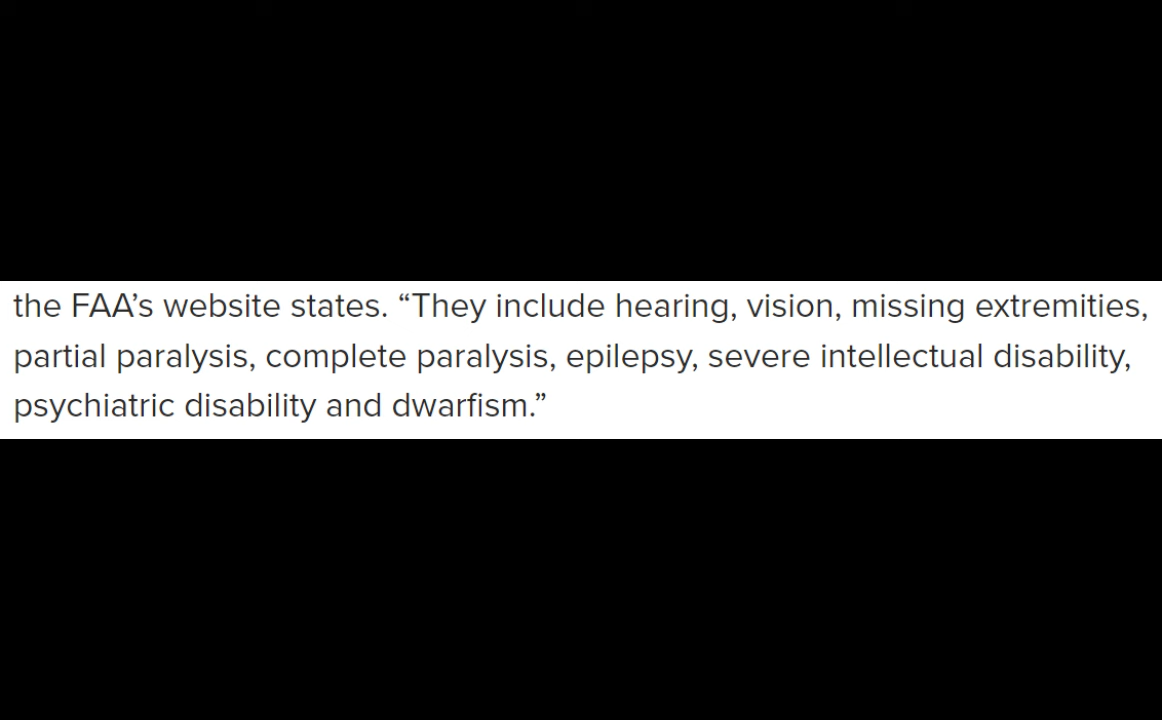 the FAA’s website states. “They include hearing, vision, missing extremities,
partial paralysis, complete paralysis, epilepsy, severe intellectual disability,
psychiatric disability and dwarfism.”